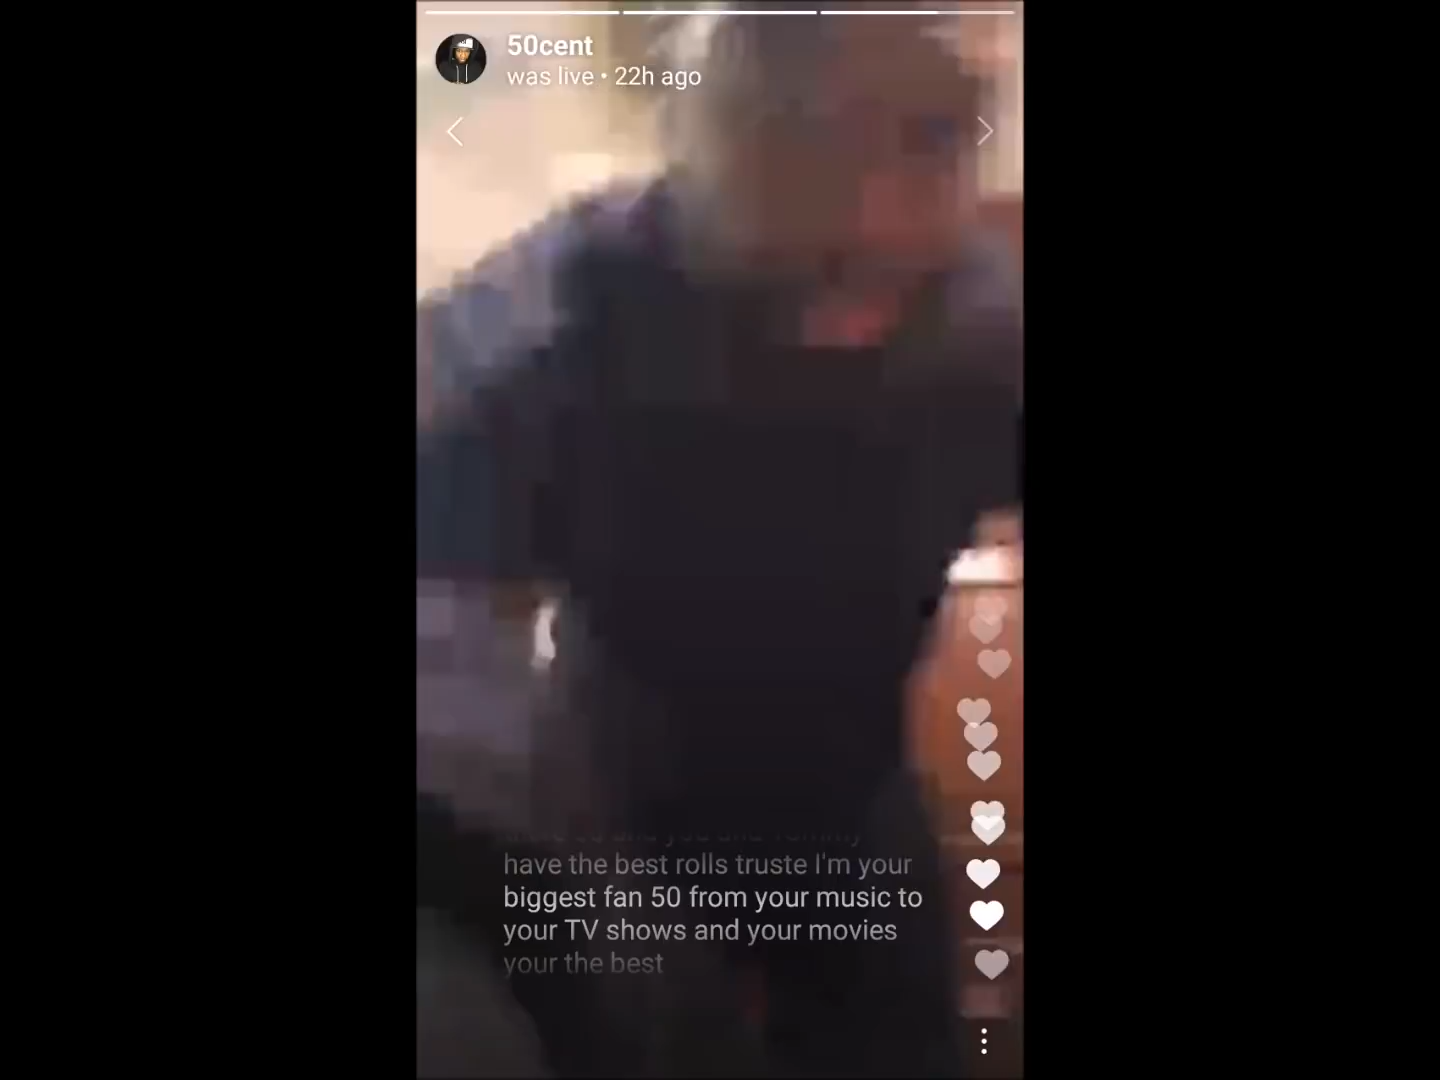 50cent
was live • 22h ago
have the best rolls truste I'm your
biggest fan 50 from your music to
your TV shows and your movies
your the best